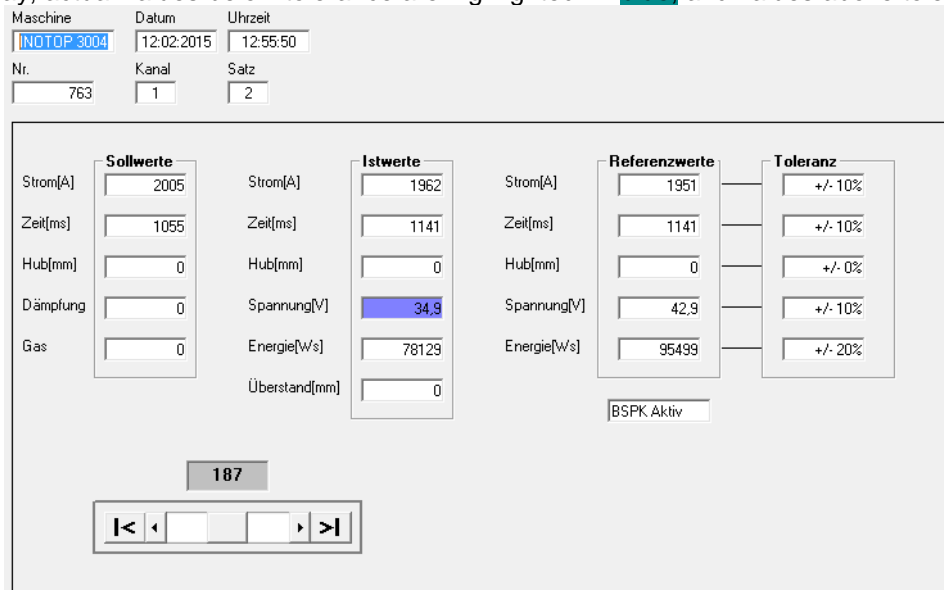 Maschine Datum Uhrzeit
INOTOP 3004 12:02:2015 12:55:50
Nr. Kanal Satz
763 1 2
Sollwerte Istwerte Referenzwerte Toleranz
Strom[A] 2005 Strom[A] 1962 Strom[A] 1951 +/- 10%
Zeit[ms] 1055 Zeit[ms] 1141 Zeit[ms] 1141 +/- 10%
Hub[mm] 0 Hub[mm] 0 Hub[mm] 0 +/- 0%
Dämpfung 0 Spannung[V] 34,9 Spannung[V] 42,9 +/- 10%
Gas 0 Energie[Ws] 78129 Energie[Ws] 95499 +/- 20%
Überstand[mm] 0
BSPK Aktiv
187
|< >|